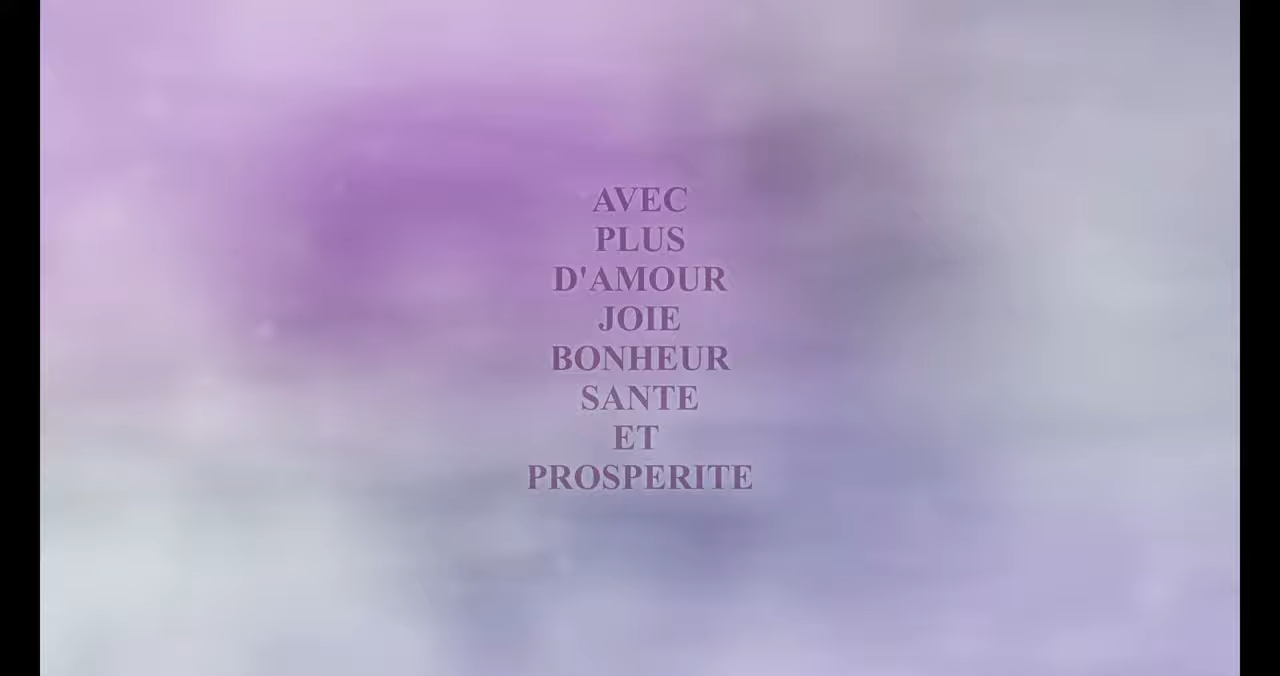 AVEC
PLUS
D'AMOUR
JOIE
BONHEUR
SANTE
ET
PROSPERITE